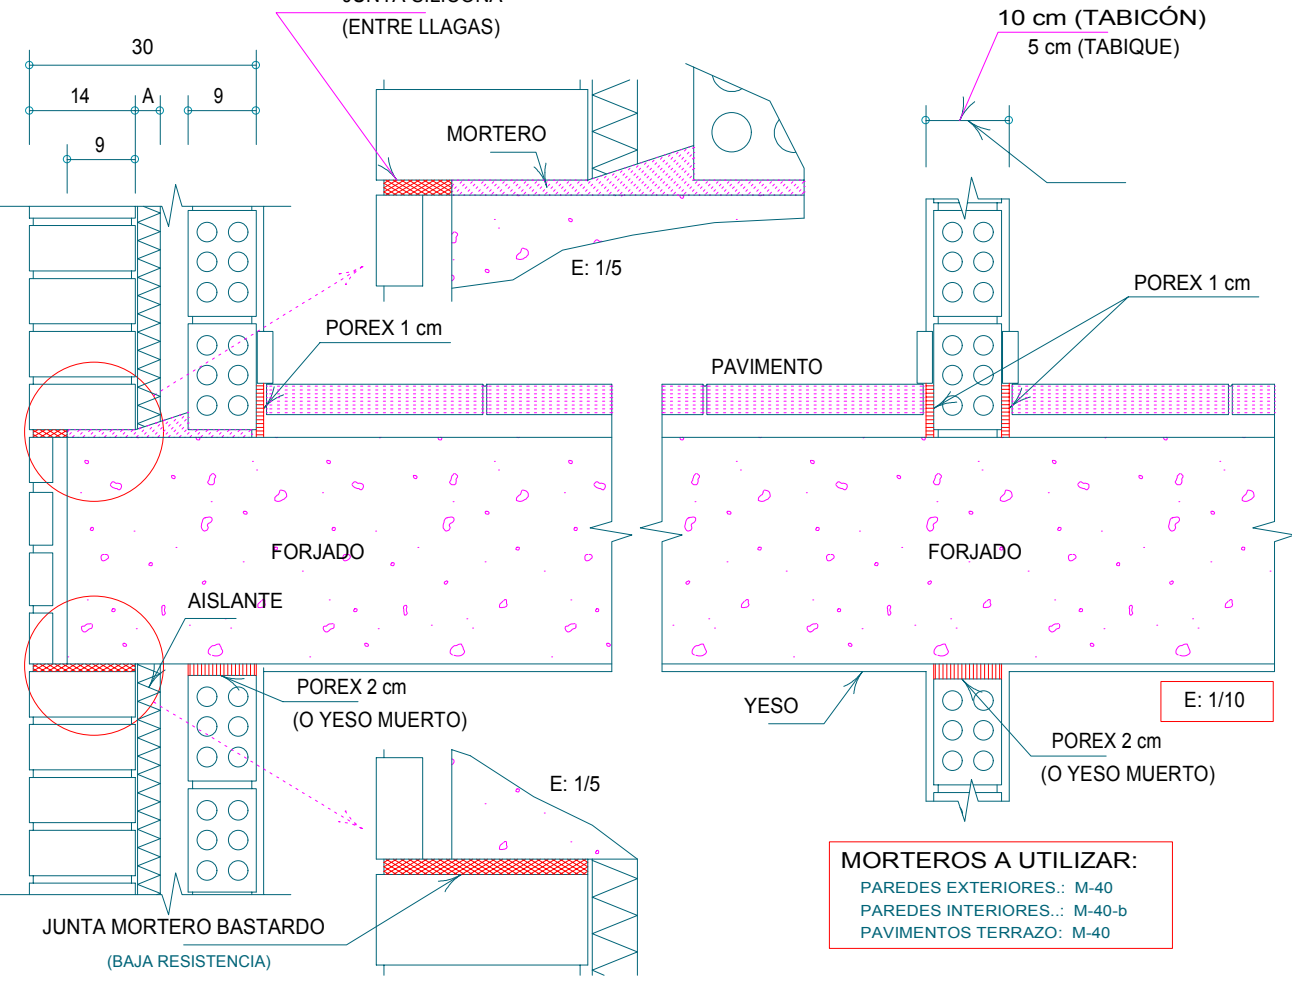 JUNTA SILICONA
(ENTRE LLAGAS)
10 cm (TABICÓN)
5 cm (TABIQUE)
30
14
A
9
9
MORTERO
E: 1/5
POREX 1 cm
POREX 1 cm
PAVIMENTO
FORJADO
FORJADO
AISLANTE
POREX 2 cm
(O YESO MUERTO)
YESO
E: 1/10
POREX 2 cm
(O YESO MUERTO)
E: 1/5
JUNTA MORTERO BASTARDO
(BAJA RESISTENCIA)
MORTEROS A UTILIZAR:
PAREDES EXTERIORES.: M-40
PAREDES INTERIORES..: M-40-b
PAVIMENTOS TERRAZO: M-40